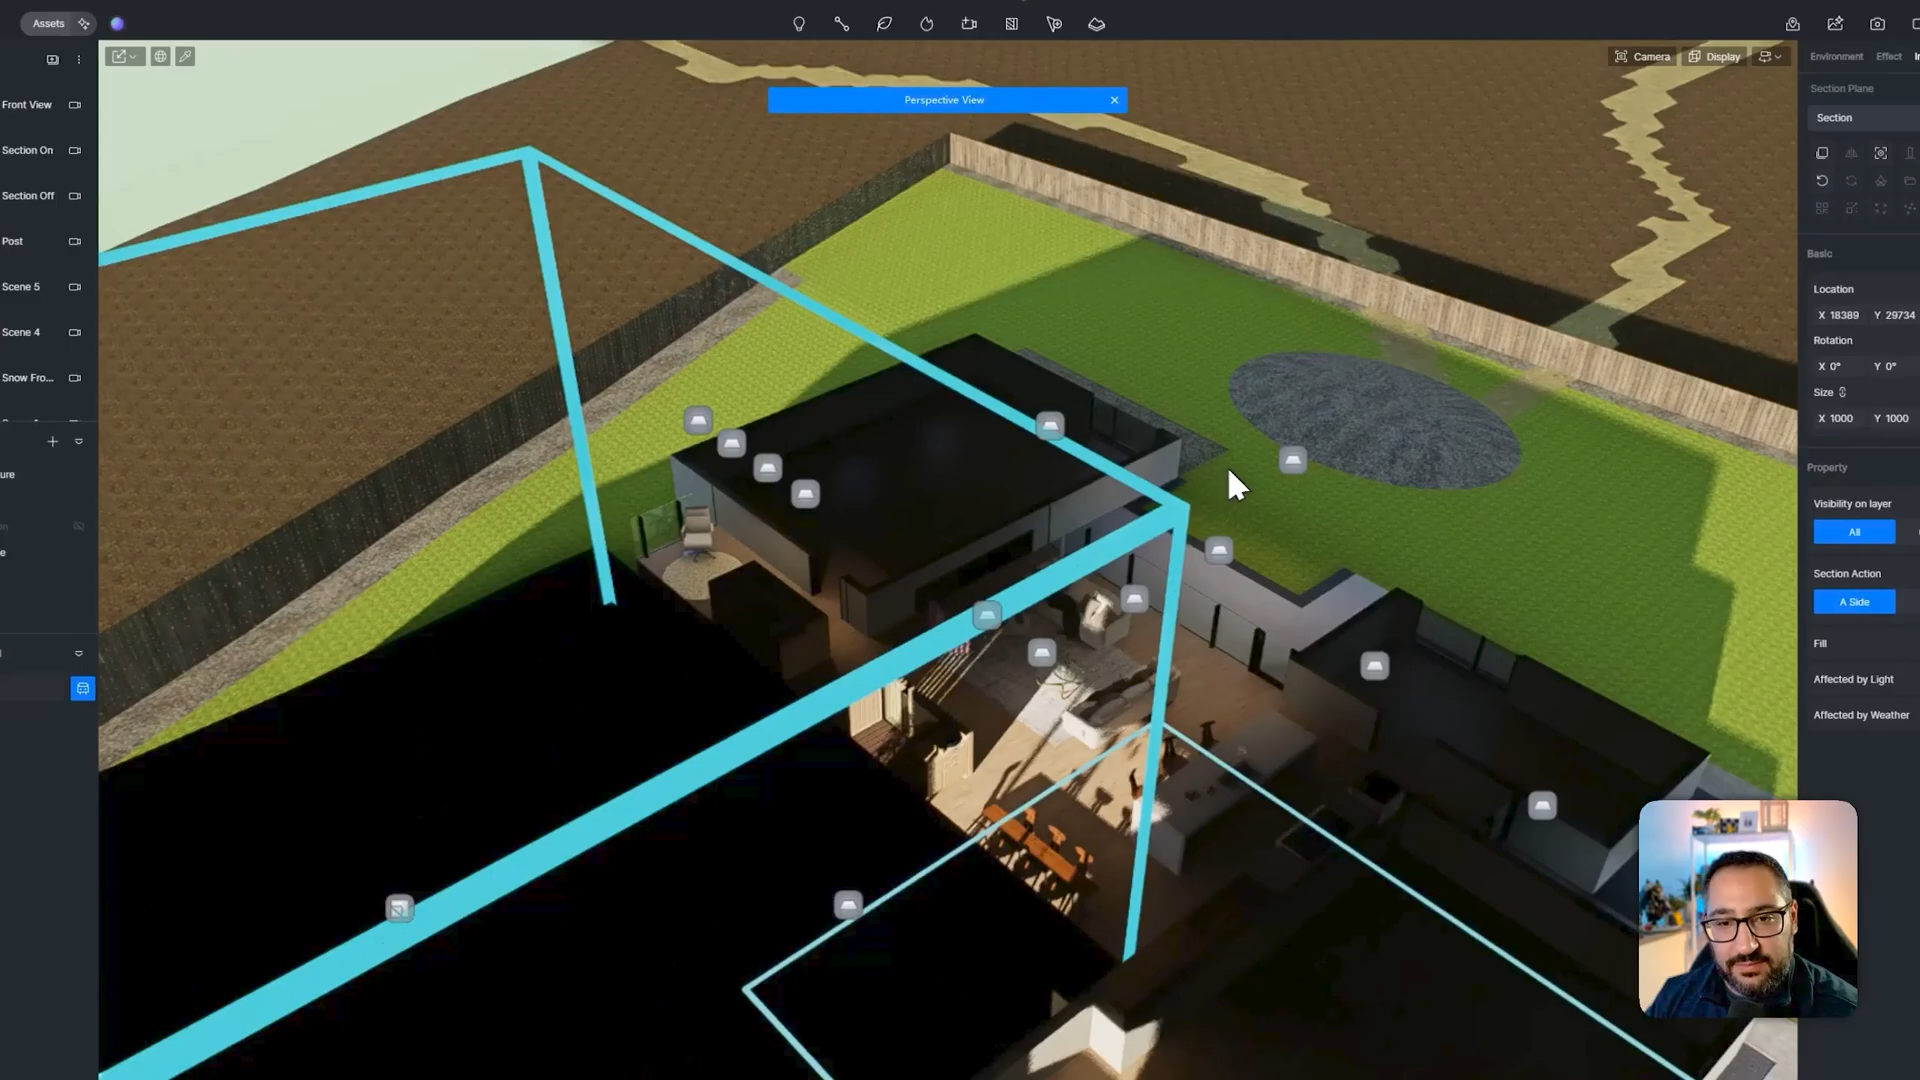 Assets
Camera
Display
Environment
Effect
Perspective View
Section Plane
Section
Front View
Section On
Section Off
Post
Scene 5
Scene 4
Snow Fro...
Basic
Location
X 18389 Y 29734
Rotation
X 0° Y 0°
Size
X 1000 Y 1000
Property
Visibility on layer
All
Section Action
A Side
Fill
Affected by Light
Affected by Weather